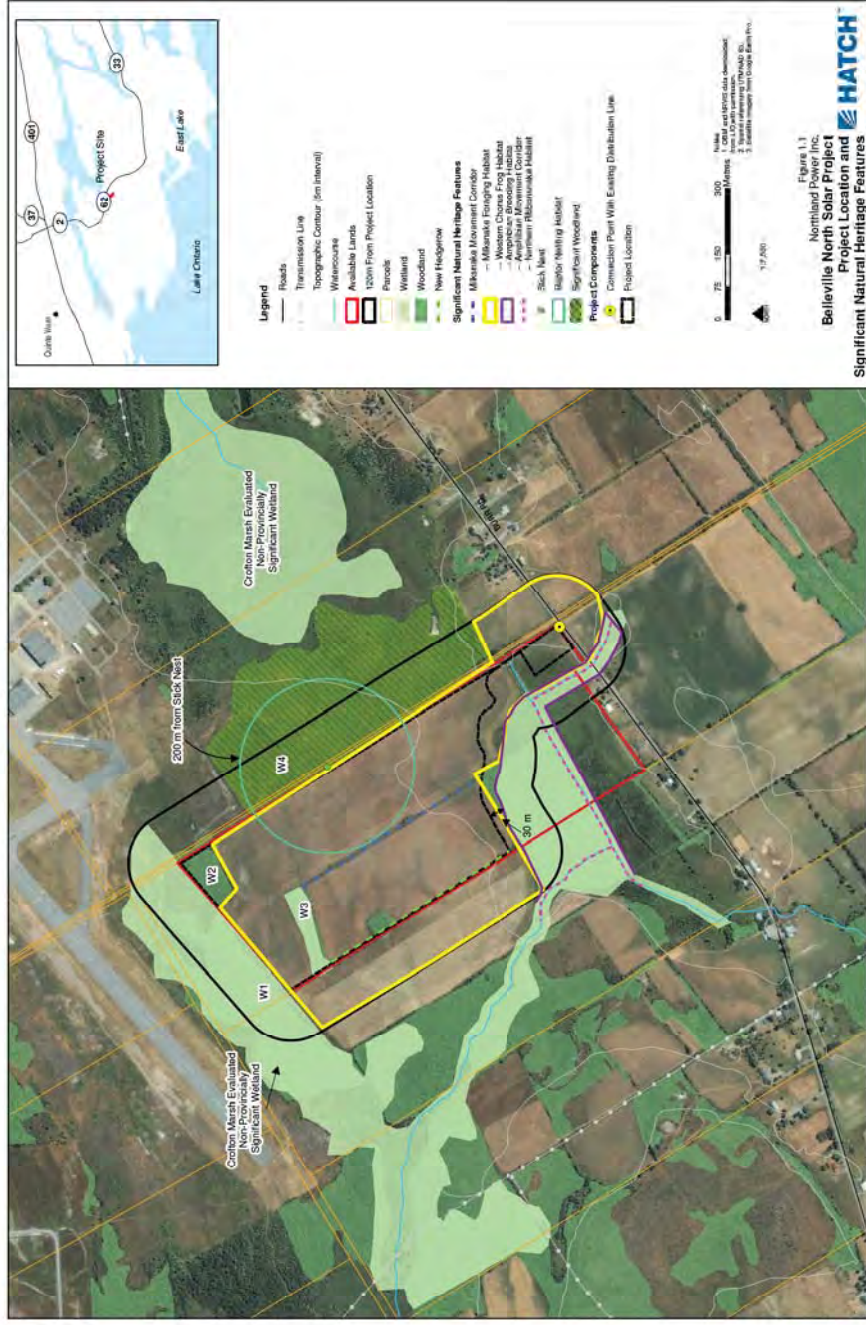 Crofton Marsh Evaluated
Non-Provincially
Significant Wetland
200 m from Stick Nest
Crofton Marsh Evaluated
Non-Provincially
Significant Wetland
W1
W2
W3
W4
30 m
401
37
2
62
33
Project Site
East Lake
Lake Ontario
Legend
Roads
Transmission Line
Topographic Contour (5m interval)
Watercourse
Available Lands
120m From Project Location
Parcels
Wetland
Woodland
New Hedgerow
Significant Natural Heritage Features
Milksnake Movement Corridor
Milksnake Foraging Habitat
Western Chorus Frog Habitat
Amphibian Breeding Habitat
Amphibian Movement Corridor
Northern Ribbonsnake Habitat
Stick Nest
Raptor Nesting Habitat
Significant Woodland
Project Components
Connection Point With Existing Distribution Line
Project Location
0 75 150 300
Metres
Notes
Figure 1.1
Northland Power Inc.
Belleville North Solar Project
Project Location and
Significant Natural Heritage Features
HATCH